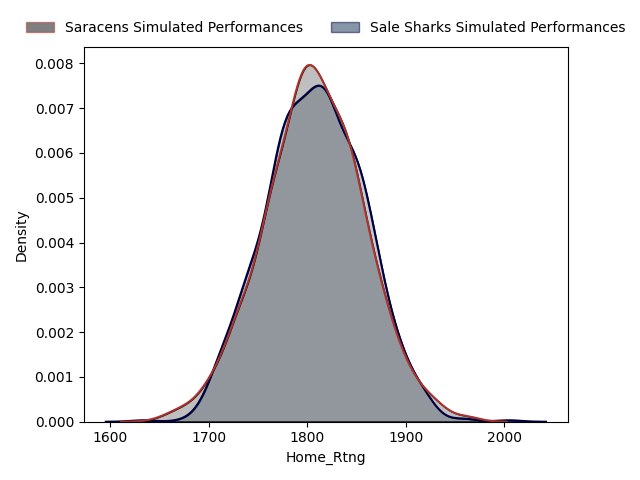 Saracens Simulated Performances Sale Sharks Simulated Performances
0.008
0.007
0.006
0.005
0.004
0.003
0.002
0.001
0.000
Density
1600 1700 1800 1900 2000
Home_Rtng